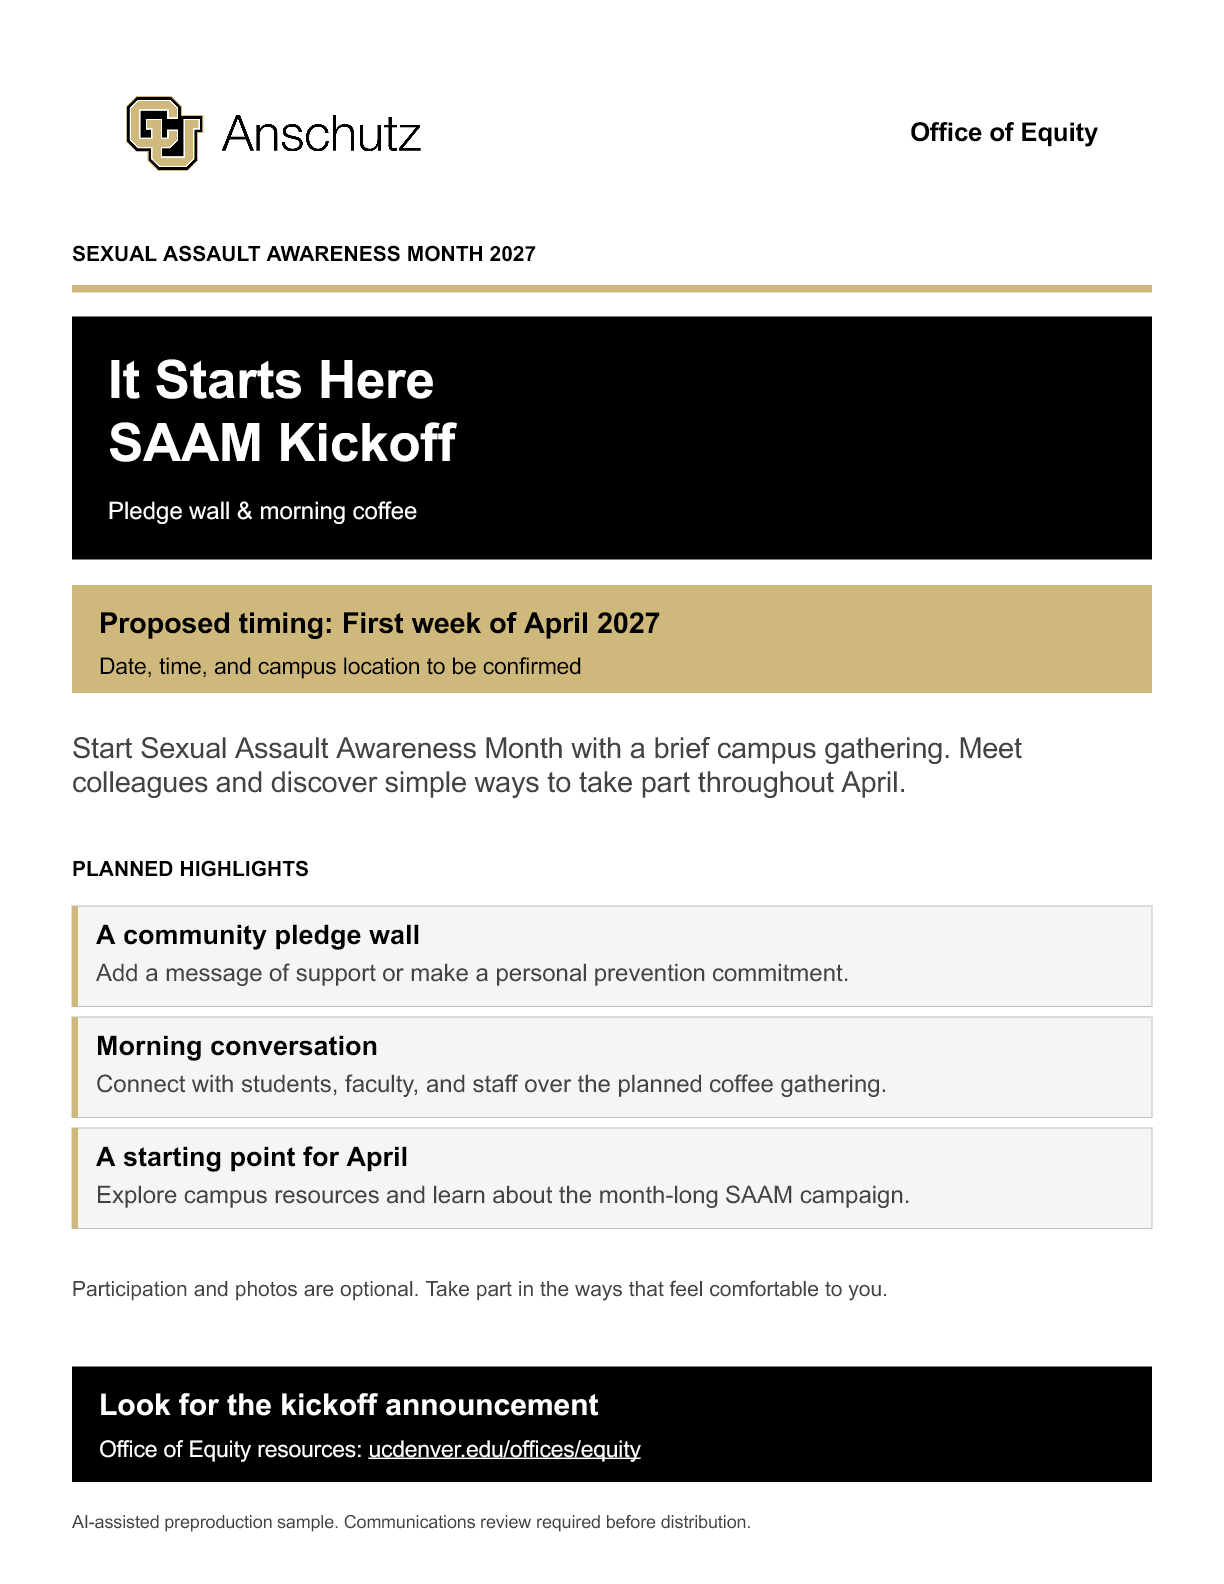 CU Anschutz
Office of Equity
SEXUAL ASSAULT AWARENESS MONTH 2027
It Starts Here
SAAM Kickoff
Pledge wall & morning coffee
Proposed timing: First week of April 2027
Date, time, and campus location to be confirmed
Start Sexual Assault Awareness Month with a brief campus gathering. Meet
colleagues and discover simple ways to take part throughout April.
PLANNED HIGHLIGHTS
A community pledge wall
Add a message of support or make a personal prevention commitment.
Morning conversation
Connect with students, faculty, and staff over the planned coffee gathering.
A starting point for April
Explore campus resources and learn about the month-long SAAM campaign.
Participation and photos are optional. Take part in the ways that feel comfortable to you.
Look for the kickoff announcement
Office of Equity resources: ucdenver.edu/offices/equity
AI-assisted preproduction sample. Communications review required before distribution.